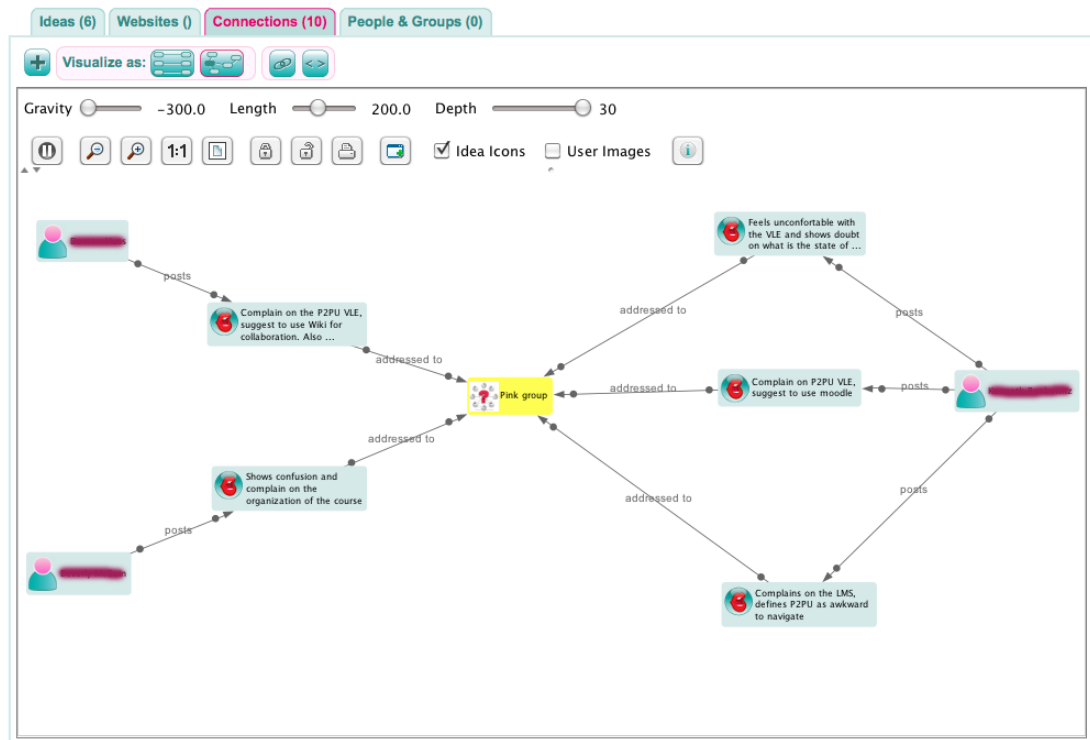 Ideas (6) Websites () Connections (10) People & Groups (0)
Visualize as:
Gravity -300.0 Length 200.0 Depth 30
1:1 Idea Icons User Images
Feels unconfortable with
the VLE and shows doubt
on what is the state of ...
posts
addressed to
posts
Complain on the P2PU VLE,
suggest to use Wiki for
collaboration. Also ...
addressed to
Complain on P2PU VLE,
suggest to use moodle
posts
addressed to
Pink group
addressed to
Shows confusion and
complain on the
organization of the course
addressed to
posts
posts
Complains on the LMS,
defines P2PU as awkward
to navigate